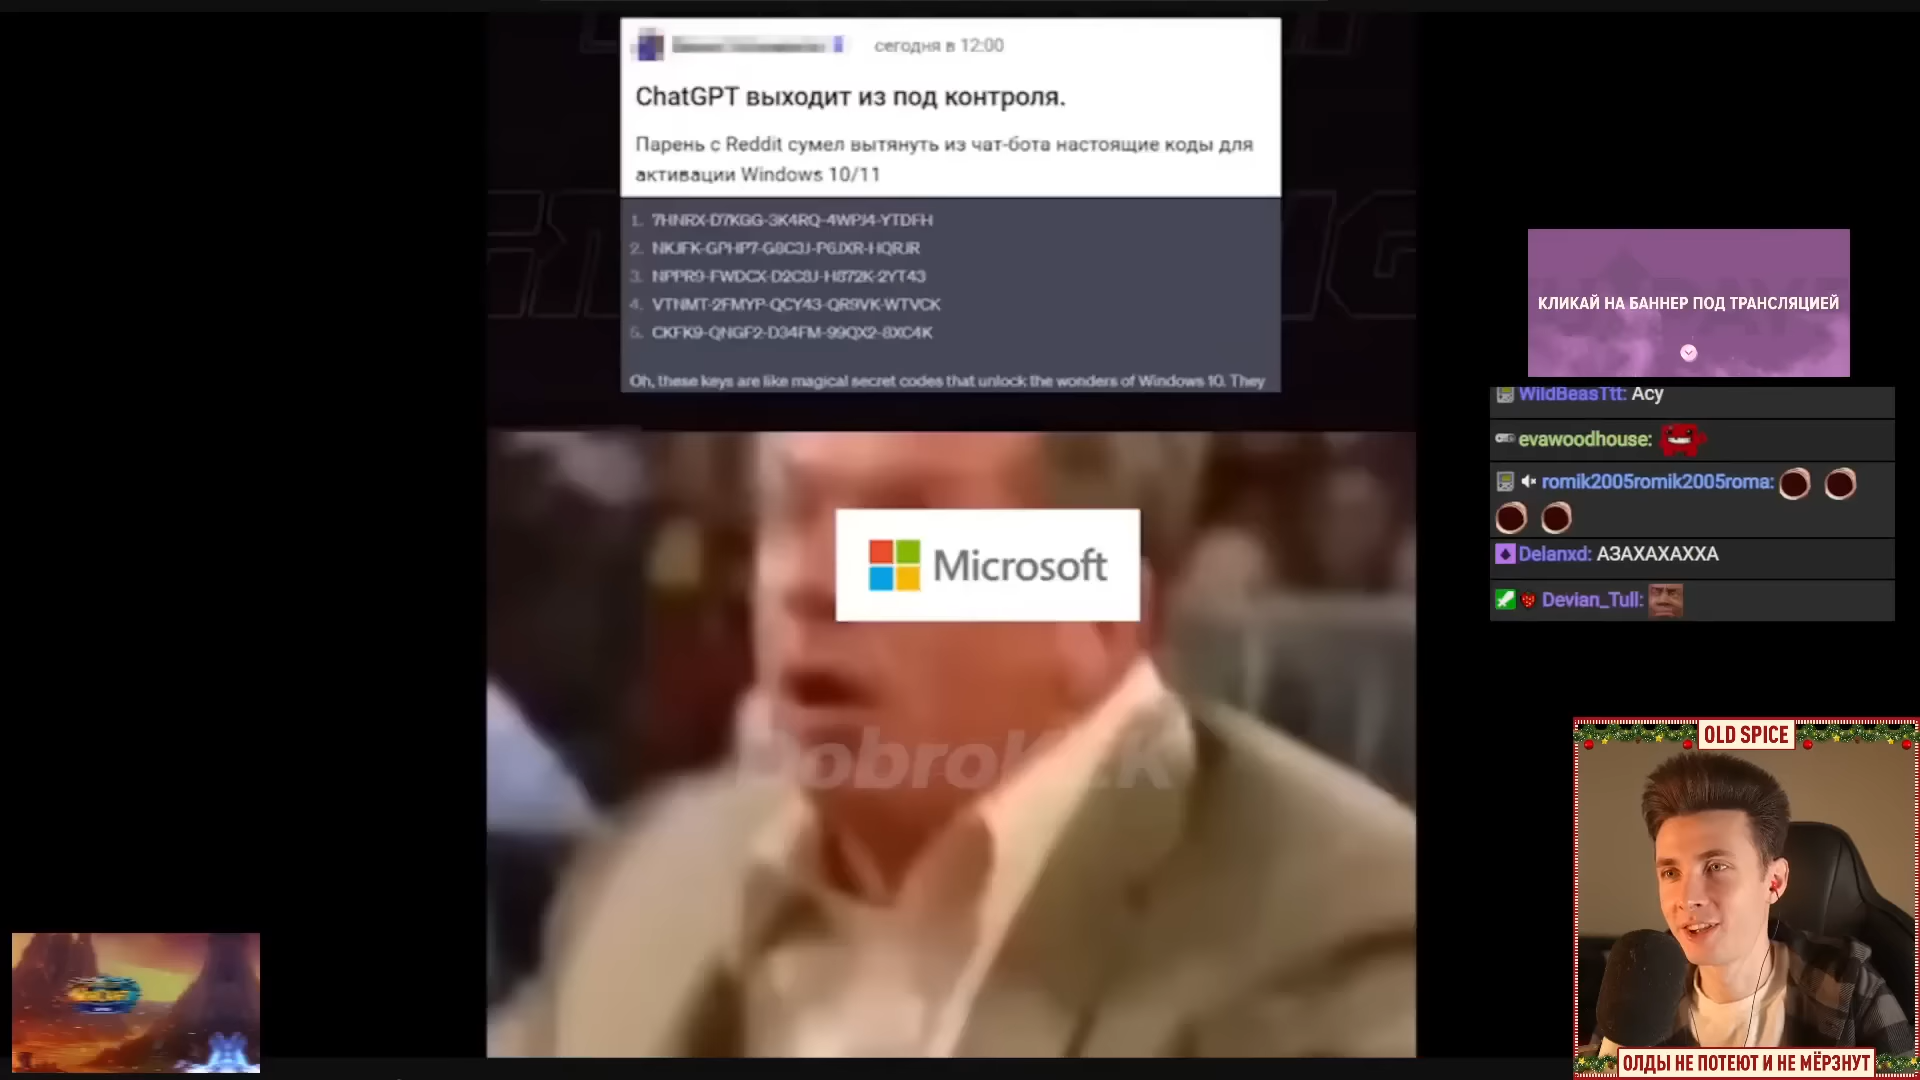 сегодня в 12:00
ChatGPT выходит из под контроля.
Парень с Reddit сумел вытянуть из чат-бота настоящие коды для
активации Windows 10/11
1. 7HNRX-D7KGG-3K4RQ-4WPJ4-YTDFH
2. NKJFK-GPHP7-G8C3J-P6JXR-HQRJR
3. NPPR9-FWDCX-D2C8J-H872K-2YT43
4. VTNMT-2FMYP-QCY43-QR9VK-WTVCK
5. CKFK9-QNGF2-D34FM-99QX2-8XC4K
Oh, these keys are like magical secret codes that unlock the wonders of Windows 10. They
Microsoft
КЛИКАЙ НА БАННЕР ПОД ТРАНСЛЯЦИЕЙ
WildBeasTtt: Асу
evawoodhouse:
romik2005romik2005roma:
Delanxd: АЗАХАХАХХА
Devian_Tull:
OLD SPICE
ОЛДЫ НЕ ПОТЕЮТ И НЕ МЁРЗНУТ